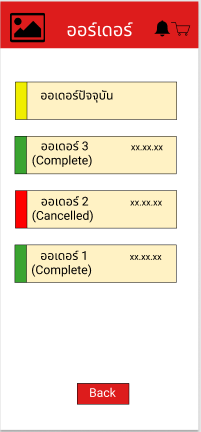 ออร์เดอร์
ออเดอร์ปัจจุบัน
ออเดอร์ 3 xx.xx.xx
(Complete)
ออเดอร์ 2 xx.xx.xx
(Cancelled)
ออเดอร์ 1 xx.xx.xx
(Complete)
Back